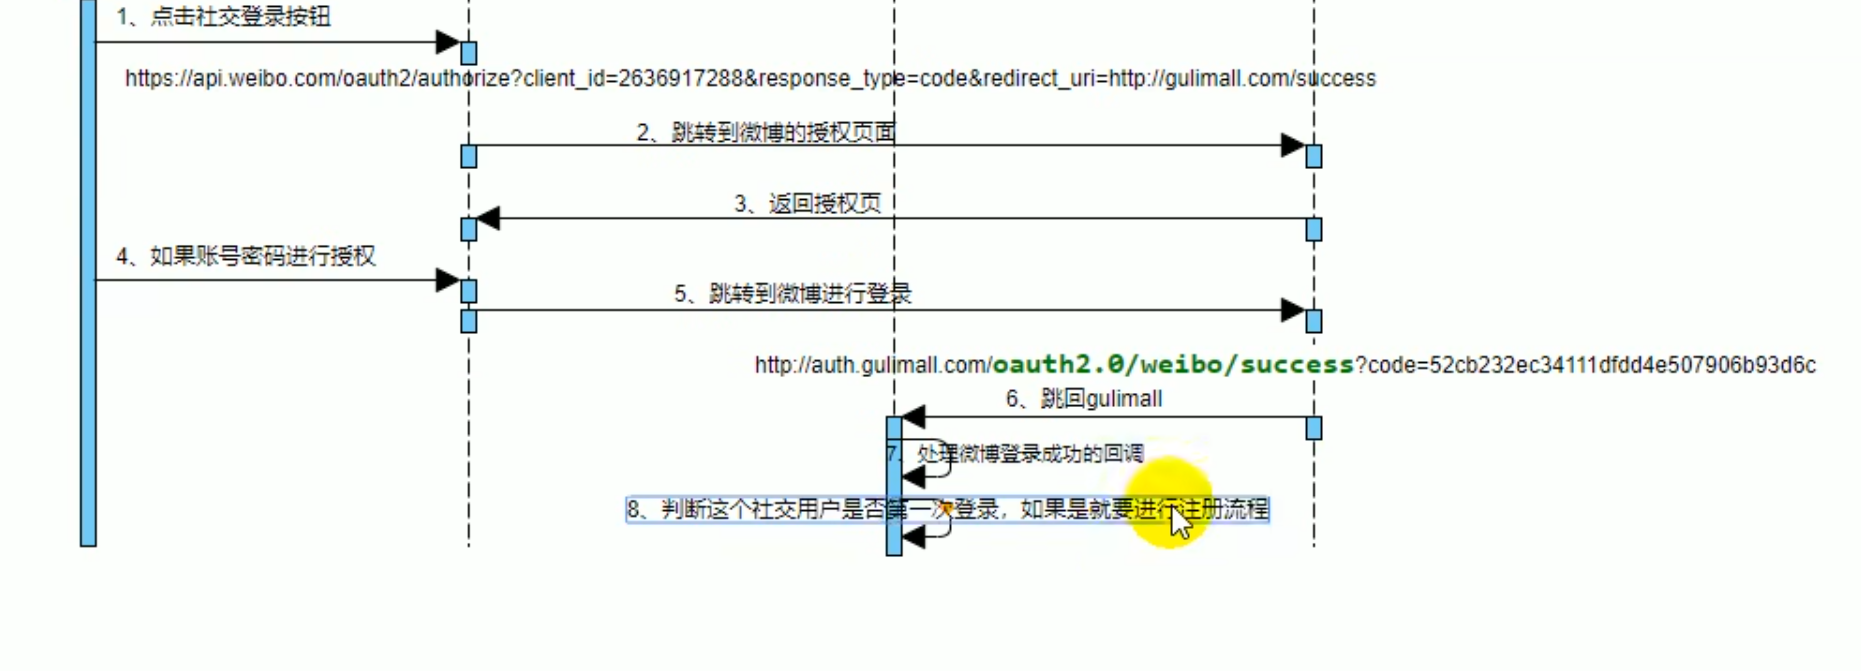 1、点击社交登录按钮
https://api.weibo.com/oauth2/authorize?client_id=2636917288&response_type=code&redirect_uri=http://gulimall.com/success
2、跳转到微博的授权页面
3、返回授权页
4、如果账号密码进行授权
5、跳转到微博进行登录
http://auth.gulimall.com/oauth2.0/weibo/success?code=52cb232ec34111dfdd4e507906b93d6c
6、跳回gulimall
7、处理微博登录成功的回调
8、判断这个社交用户是否第一次登录，如果是就要进行注册流程